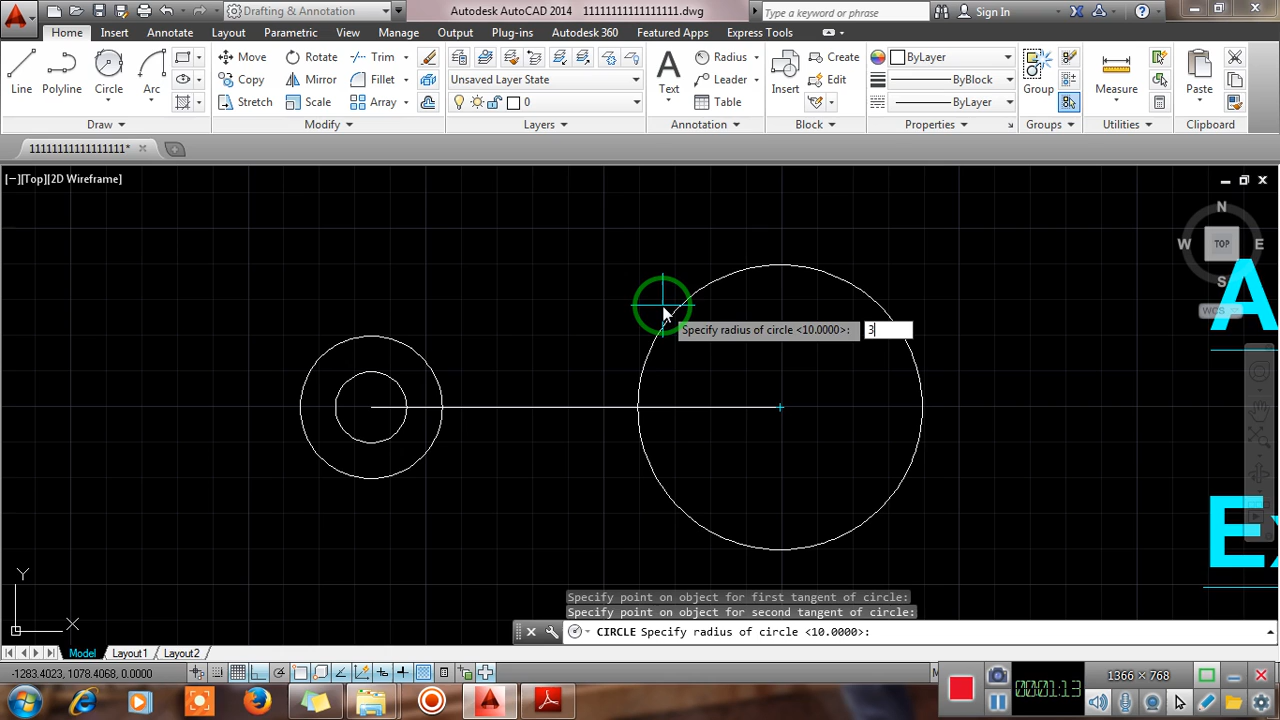 Drafting & Annotation
Autodesk AutoCAD 2014 11111111111111111.dwg
Type a keyword or phrase
Sign In
Home Insert Annotate Layout Parametric View Manage Output Plug-ins Autodesk 360 Featured Apps Express Tools
Line Polyline Circle Arc
Move Rotate Trim
Copy Mirror Fillet
Stretch Scale Array
Unsaved Layer State
0
Text
Radius
Leader
Table
Insert
Create
Edit
ByLayer
ByBlock
ByLayer
Group
Measure
Paste
Draw Modify Layers Annotation Block Properties Groups Utilities Clipboard
11111111111111111*
[−][Top][2D Wireframe]
N
W TOP E
S
WCS
A
Specify radius of circle <10.0000>: 3
E
Y
X
Specify point on object for first tangent of circle:
Specify point on object for second tangent of circle:
CIRCLE Specify radius of circle <10.0000>:
Model Layout1 Layout2
-1283.4023, 1078.4068, 0.0000
M
00:01:13
1366 × 768